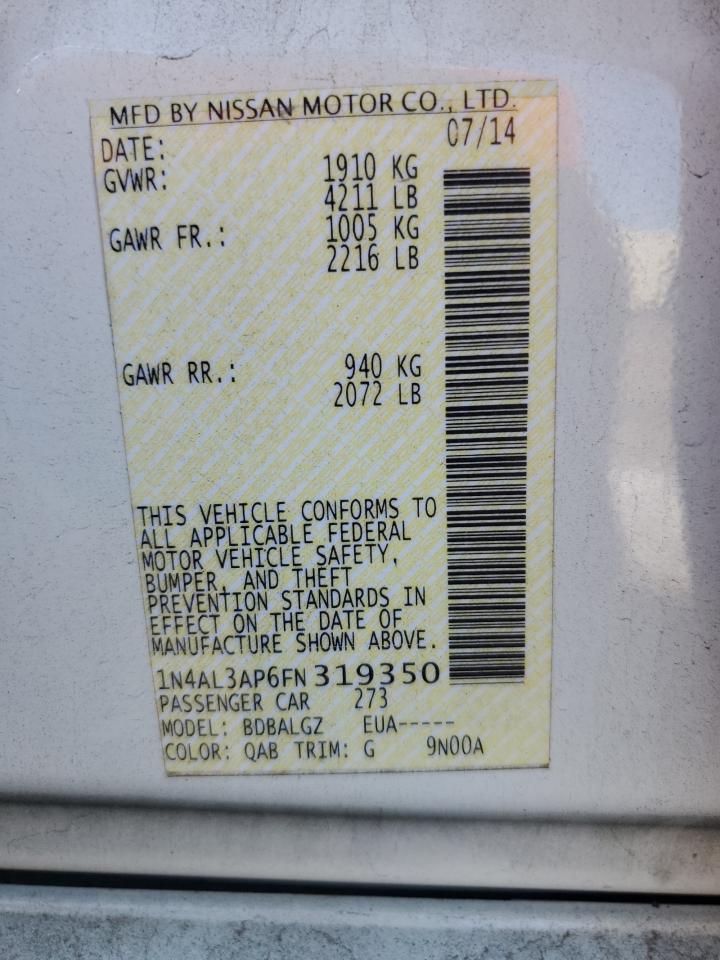 MFD BY NISSAN MOTOR CO., LTD.
DATE: 07/14
GVWR: 1910 KG
4211 LB
GAWR FR.: 1005 KG
2216 LB
GAWR RR.: 940 KG
2072 LB
THIS VEHICLE CONFORMS TO
ALL APPLICABLE FEDERAL
MOTOR VEHICLE SAFETY,
BUMPER, AND THEFT
PREVENTION STANDARDS IN
EFFECT ON THE DATE OF
MANUFACTURE SHOWN ABOVE.
1N4AL3AP6FN 319350
PASSENGER CAR 273
MODEL: BDBALGZ EUA-----
COLOR: QAB TRIM: G 9N00A